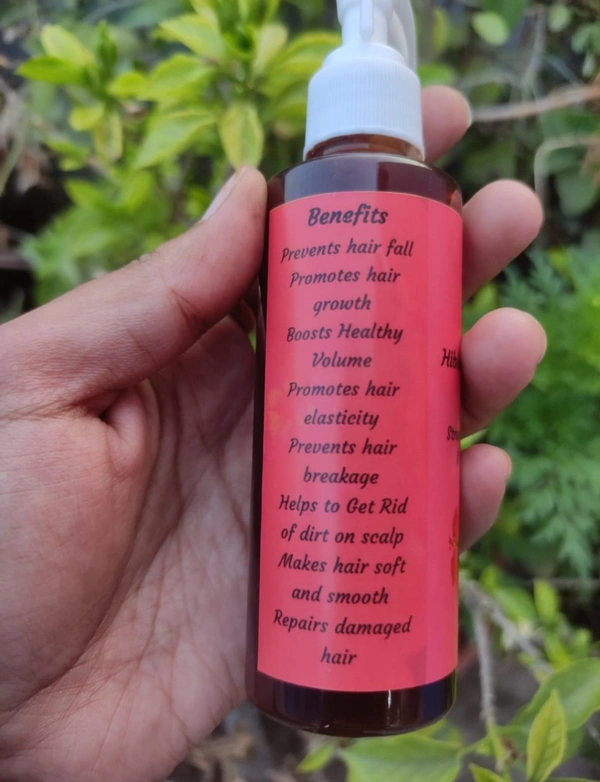 Benefits
Prevents hair fall
Promotes hair
growth
Boosts Healthy
Volume
Promotes hair
elasticity
Prevents hair
breakage
Helps to Get Rid
of dirt on scalp
Makes hair soft
and smooth
Repairs damaged
hair